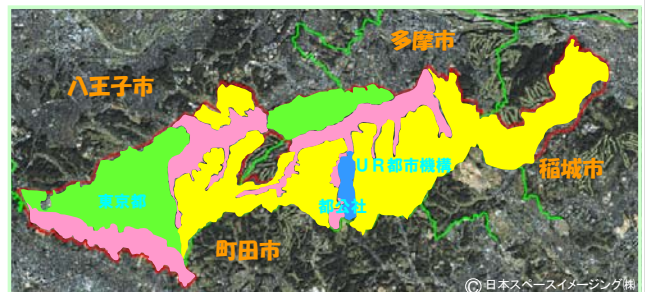 多摩市
八王子市
UR都市機構
稲城市
東京都
都公社
町田市
© 日本スペースイメージング㈱